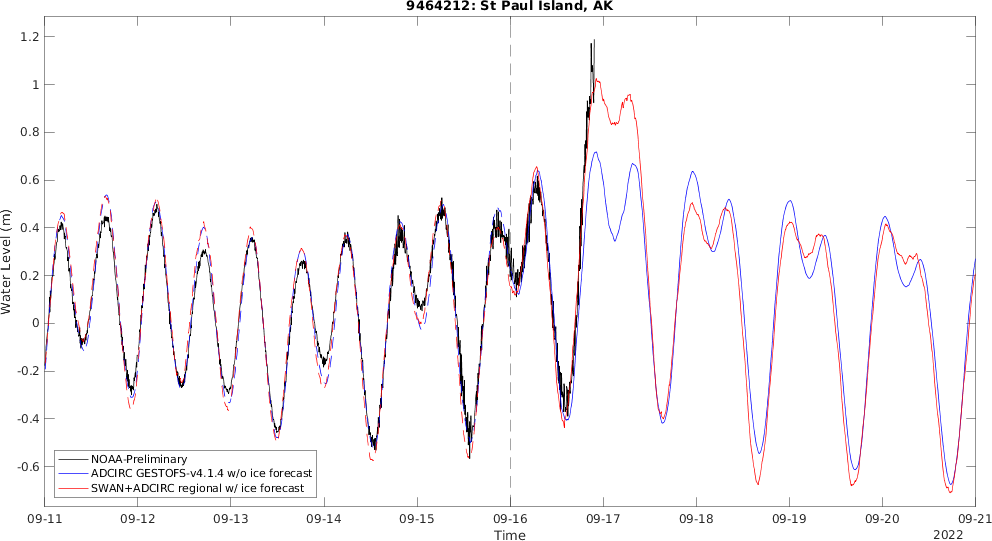 9464212: St Paul Island, AK
Water Level (m)
1.2
1
0.8
0.6
0.4
0.2
0
-0.2
-0.4
-0.6
NOAA-Preliminary
ADCIRC GESTOFS-v4.1.4 w/o ice forecast
SWAN+ADCIRC regional w/ ice forecast
09-11 09-12 09-13 09-14 09-15 09-16 09-17 09-18 09-19 09-20 09-21
Time
2022